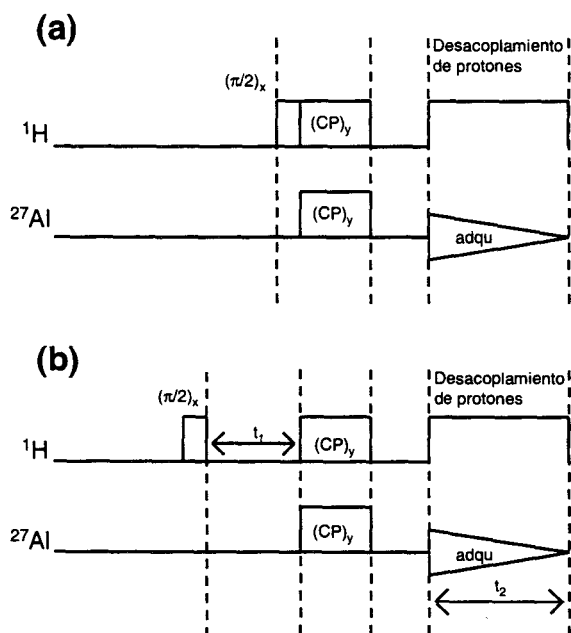 (a)
Desacoplamiento
de protones
(π/2)ₓ
¹H
(CP)ᵧ
²⁷Al
(CP)ᵧ
adqu
(b)
Desacoplamiento
de protones
(π/2)ₓ
¹H
t₁
(CP)ᵧ
²⁷Al
(CP)ᵧ
adqu
t₂